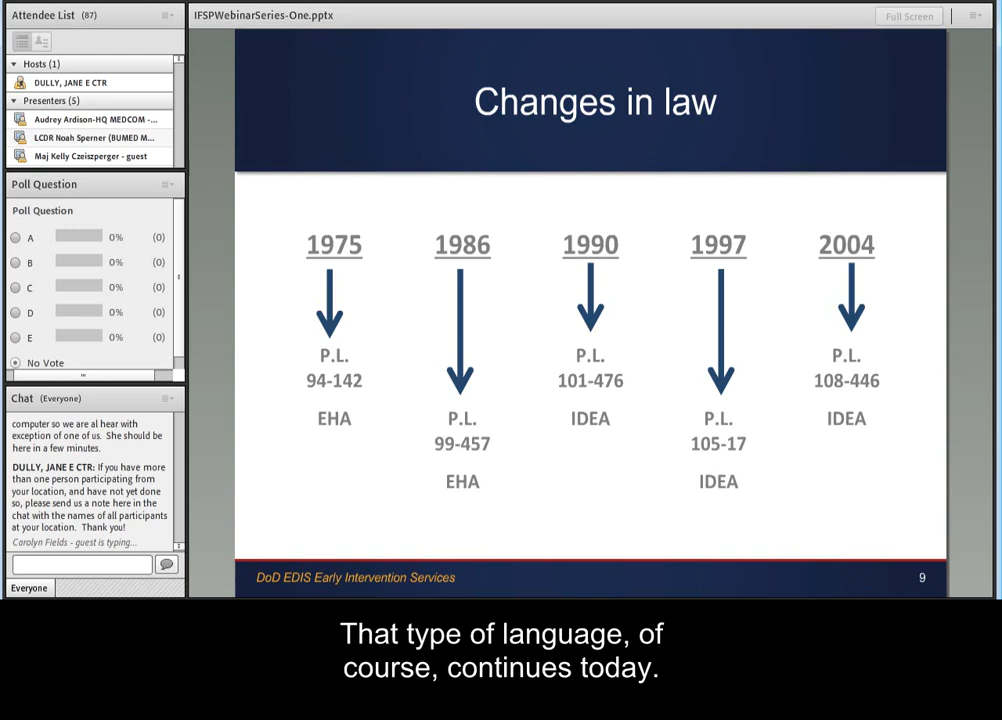 Attendee List (87)
Hosts (1)
DULLY, JANE E CTR
Presenters (5)
Audrey Ardison-HQ MEDCOM -...
LCDR Noah Sperner (BUMED M...
Maj Kelly Czeiszperger - guest
Poll Question
Poll Question
A 0% (0)
B 0% (0)
C 0% (0)
D 0% (0)
E 0% (0)
No Vote
Chat (Everyone)
computer so we are al hear with
exception of one of us. She should be
here in a few minutes.
DULLY, JANE E CTR: If you have more
than one person participating from
your location, and have not yet done
so, please send us a note here in the
chat with the names of all participants
at your location. Thank you!
Carolyn Fields - guest is typing...
Everyone
IFSPWebinarSeries-One.pptx
Full Screen
Changes in law
1975
P.L.
94-142
EHA
1986
P.L.
99-457
EHA
1990
P.L.
101-476
IDEA
1997
P.L.
105-17
IDEA
2004
P.L.
108-446
IDEA
DoD EDIS Early Intervention Services
9
That type of language, of
course, continues today.